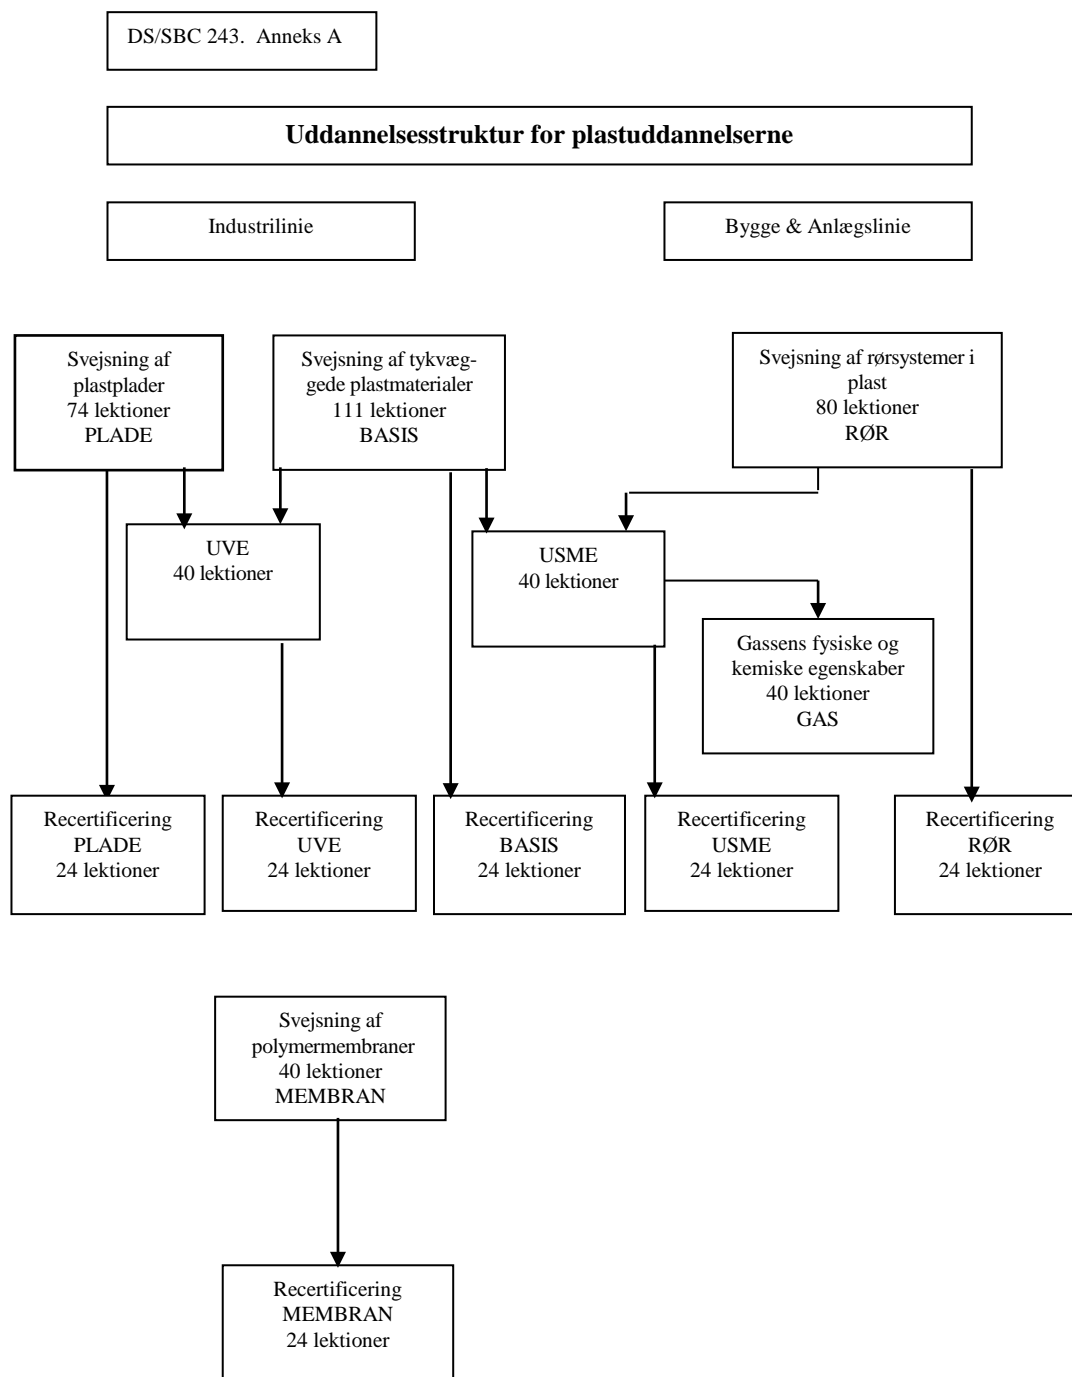 DS/SBC 243.  Anneks A
Uddannelsesstruktur for plastuddannelserne
Industrilinie
Bygge & Anlægslinie
Svejsning af
plastplader
74 lektioner
PLADE
Svejsning af tykvæg-
gede plastmaterialer
111 lektioner
BASIS
Svejsning af rørsystemer i
plast
80 lektioner
RØR
UVE
40 lektioner
USME
40 lektioner
Gassens fysiske og
kemiske egenskaber
40 lektioner
GAS
Recertificering
PLADE
24 lektioner
Recertificering
UVE
24 lektioner
Recertificering
BASIS
24 lektioner
Recertificering
USME
24 lektioner
Recertificering
RØR
24 lektioner
Svejsning af
polymermembraner
40 lektioner
MEMBRAN
Recertificering
MEMBRAN
24 lektioner